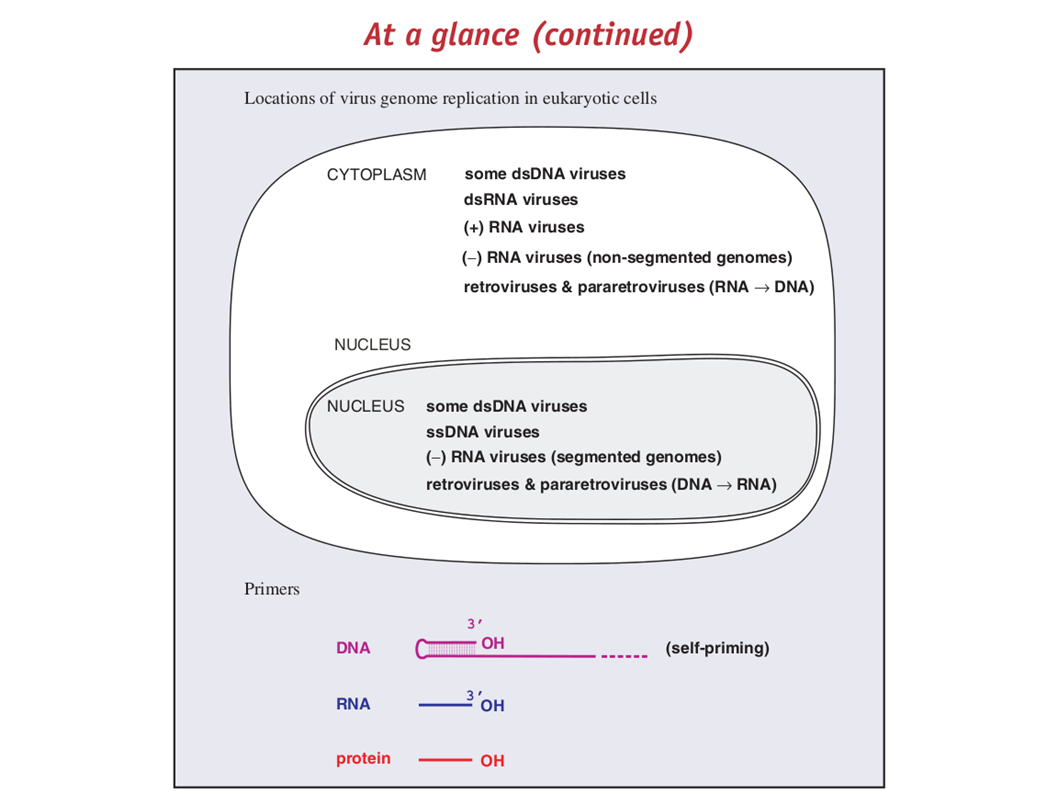 At a glance (continued)
Locations of virus genome replication in eukaryotic cells
CYTOPLASM some dsDNA viruses
dsRNA viruses
(+) RNA viruses
(−) RNA viruses (non-segmented genomes)
retroviruses & pararetroviruses (RNA → DNA)
NUCLEUS
NUCLEUS some dsDNA viruses
ssDNA viruses
(−) RNA viruses (segmented genomes)
retroviruses & pararetroviruses (DNA → RNA)
Primers
DNA 3′ OH (self-priming)
RNA 3′ OH
protein OH